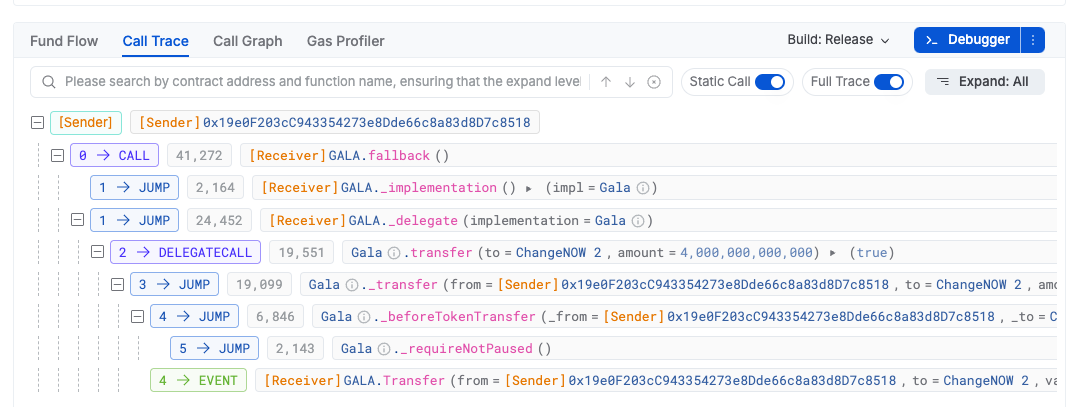 Fund Flow Call Trace Call Graph Gas Profiler Build: Release >_ Debugger
Please search by contract address and function name, ensuring that the expand leve Static Call Full Trace Expand: All
[Sender] [Sender]0x19e0F203cC943354273e8Dde66c8a83d8D7c8518
0 → CALL 41,272 [Receiver]GALA.fallback ()
1 → JUMP 2,164 [Receiver]GALA._implementation () ▸ (impl = Gala)
1 → JUMP 24,452 [Receiver]GALA._delegate (implementation = Gala)
2 → DELEGATECALL 19,551 Gala.transfer (to = ChangeNOW 2 , amount = 4,000,000,000,000) ▸ (true)
3 → JUMP 19,099 Gala._transfer (from = [Sender]0x19e0F203cC943354273e8Dde66c8a83d8D7c8518 , to = ChangeNOW 2 , amo
4 → JUMP 6,846 Gala._beforeTokenTransfer (_from = [Sender]0x19e0F203cC943354273e8Dde66c8a83d8D7c8518 , _to = C
5 → JUMP 2,143 Gala._requireNotPaused ()
4 → EVENT [Receiver]GALA.Transfer (from = [Sender]0x19e0F203cC943354273e8Dde66c8a83d8D7c8518 , to = ChangeNOW 2 , va